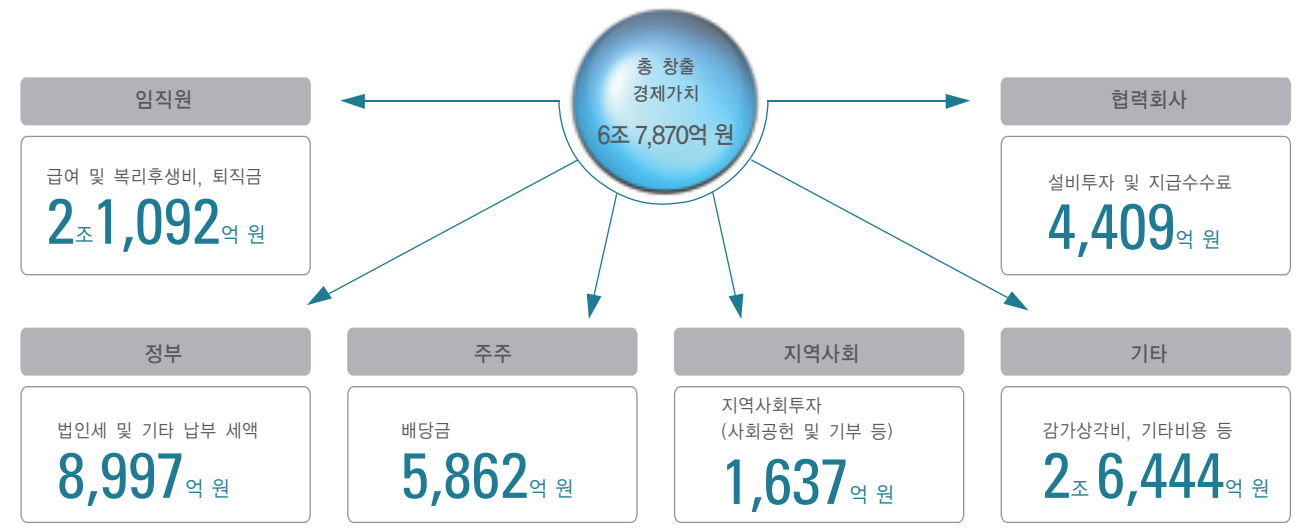 총 창출
경제가치
6조 7,870억 원
임직원
급여 및 복리후생비, 퇴직금
2조 1,092억 원
협력회사
설비투자 및 지급수수료
4,409억 원
정부
법인세 및 기타 납부 세액
8,997억 원
주주
배당금
5,862억 원
지역사회
지역사회투자
(사회공헌 및 기부 등)
1,637억 원
기타
감가상각비, 기타비용 등
2조 6,444억 원